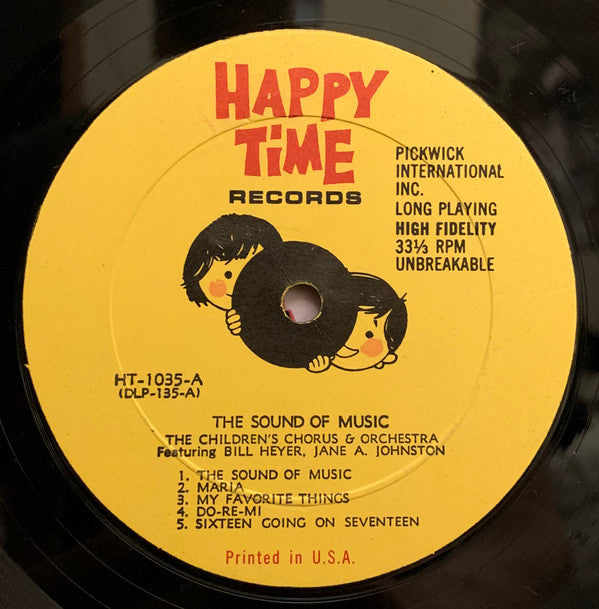 HAPPY
TiME
RECORDS
PICKWICK
INTERNATIONAL
INC.
LONG PLAYING
HIGH FIDELITY
33⅓ RPM
UNBREAKABLE
HT-1035-A
(DLP-135-A)
THE SOUND OF MUSIC
THE CHILDREN'S CHORUS & ORCHESTRA
Featuring BILL HEYER, JANE A. JOHNSTON
1. THE SOUND OF MUSIC
2. MARIA
3. MY FAVORITE THINGS
4. DO-RE-MI
5. SIXTEEN GOING ON SEVENTEEN
Printed in U.S.A.